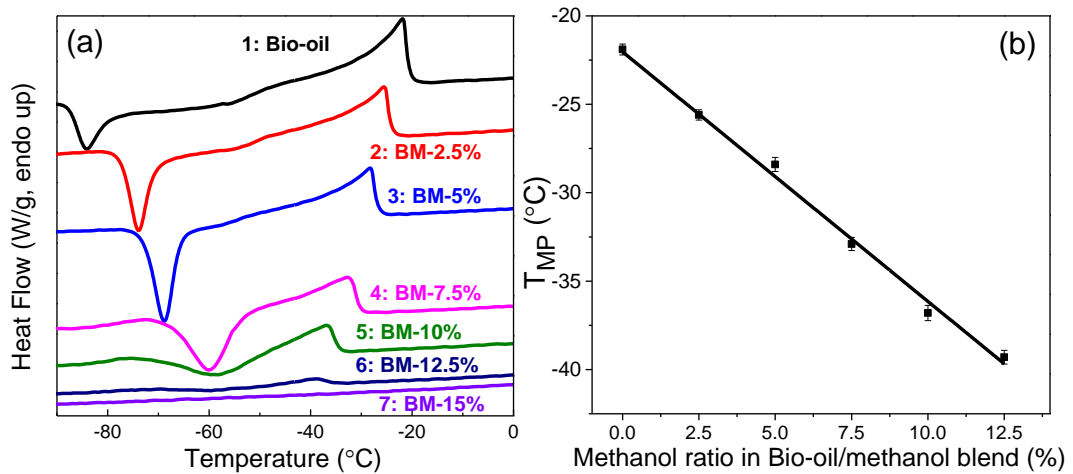 (a)
1: Bio-oil
2: BM-2.5%
3: BM-5%
4: BM-7.5%
5: BM-10%
6: BM-12.5%
7: BM-15%
Heat Flow (W/g, endo up)
-80 -60 -40 -20 0
Temperature (°C)
(b)
-20
-25
-30
-35
-40
T_MP (°C)
0.0 2.5 5.0 7.5 10.0 12.5
Methanol ratio in Bio-oil/methanol blend (%)